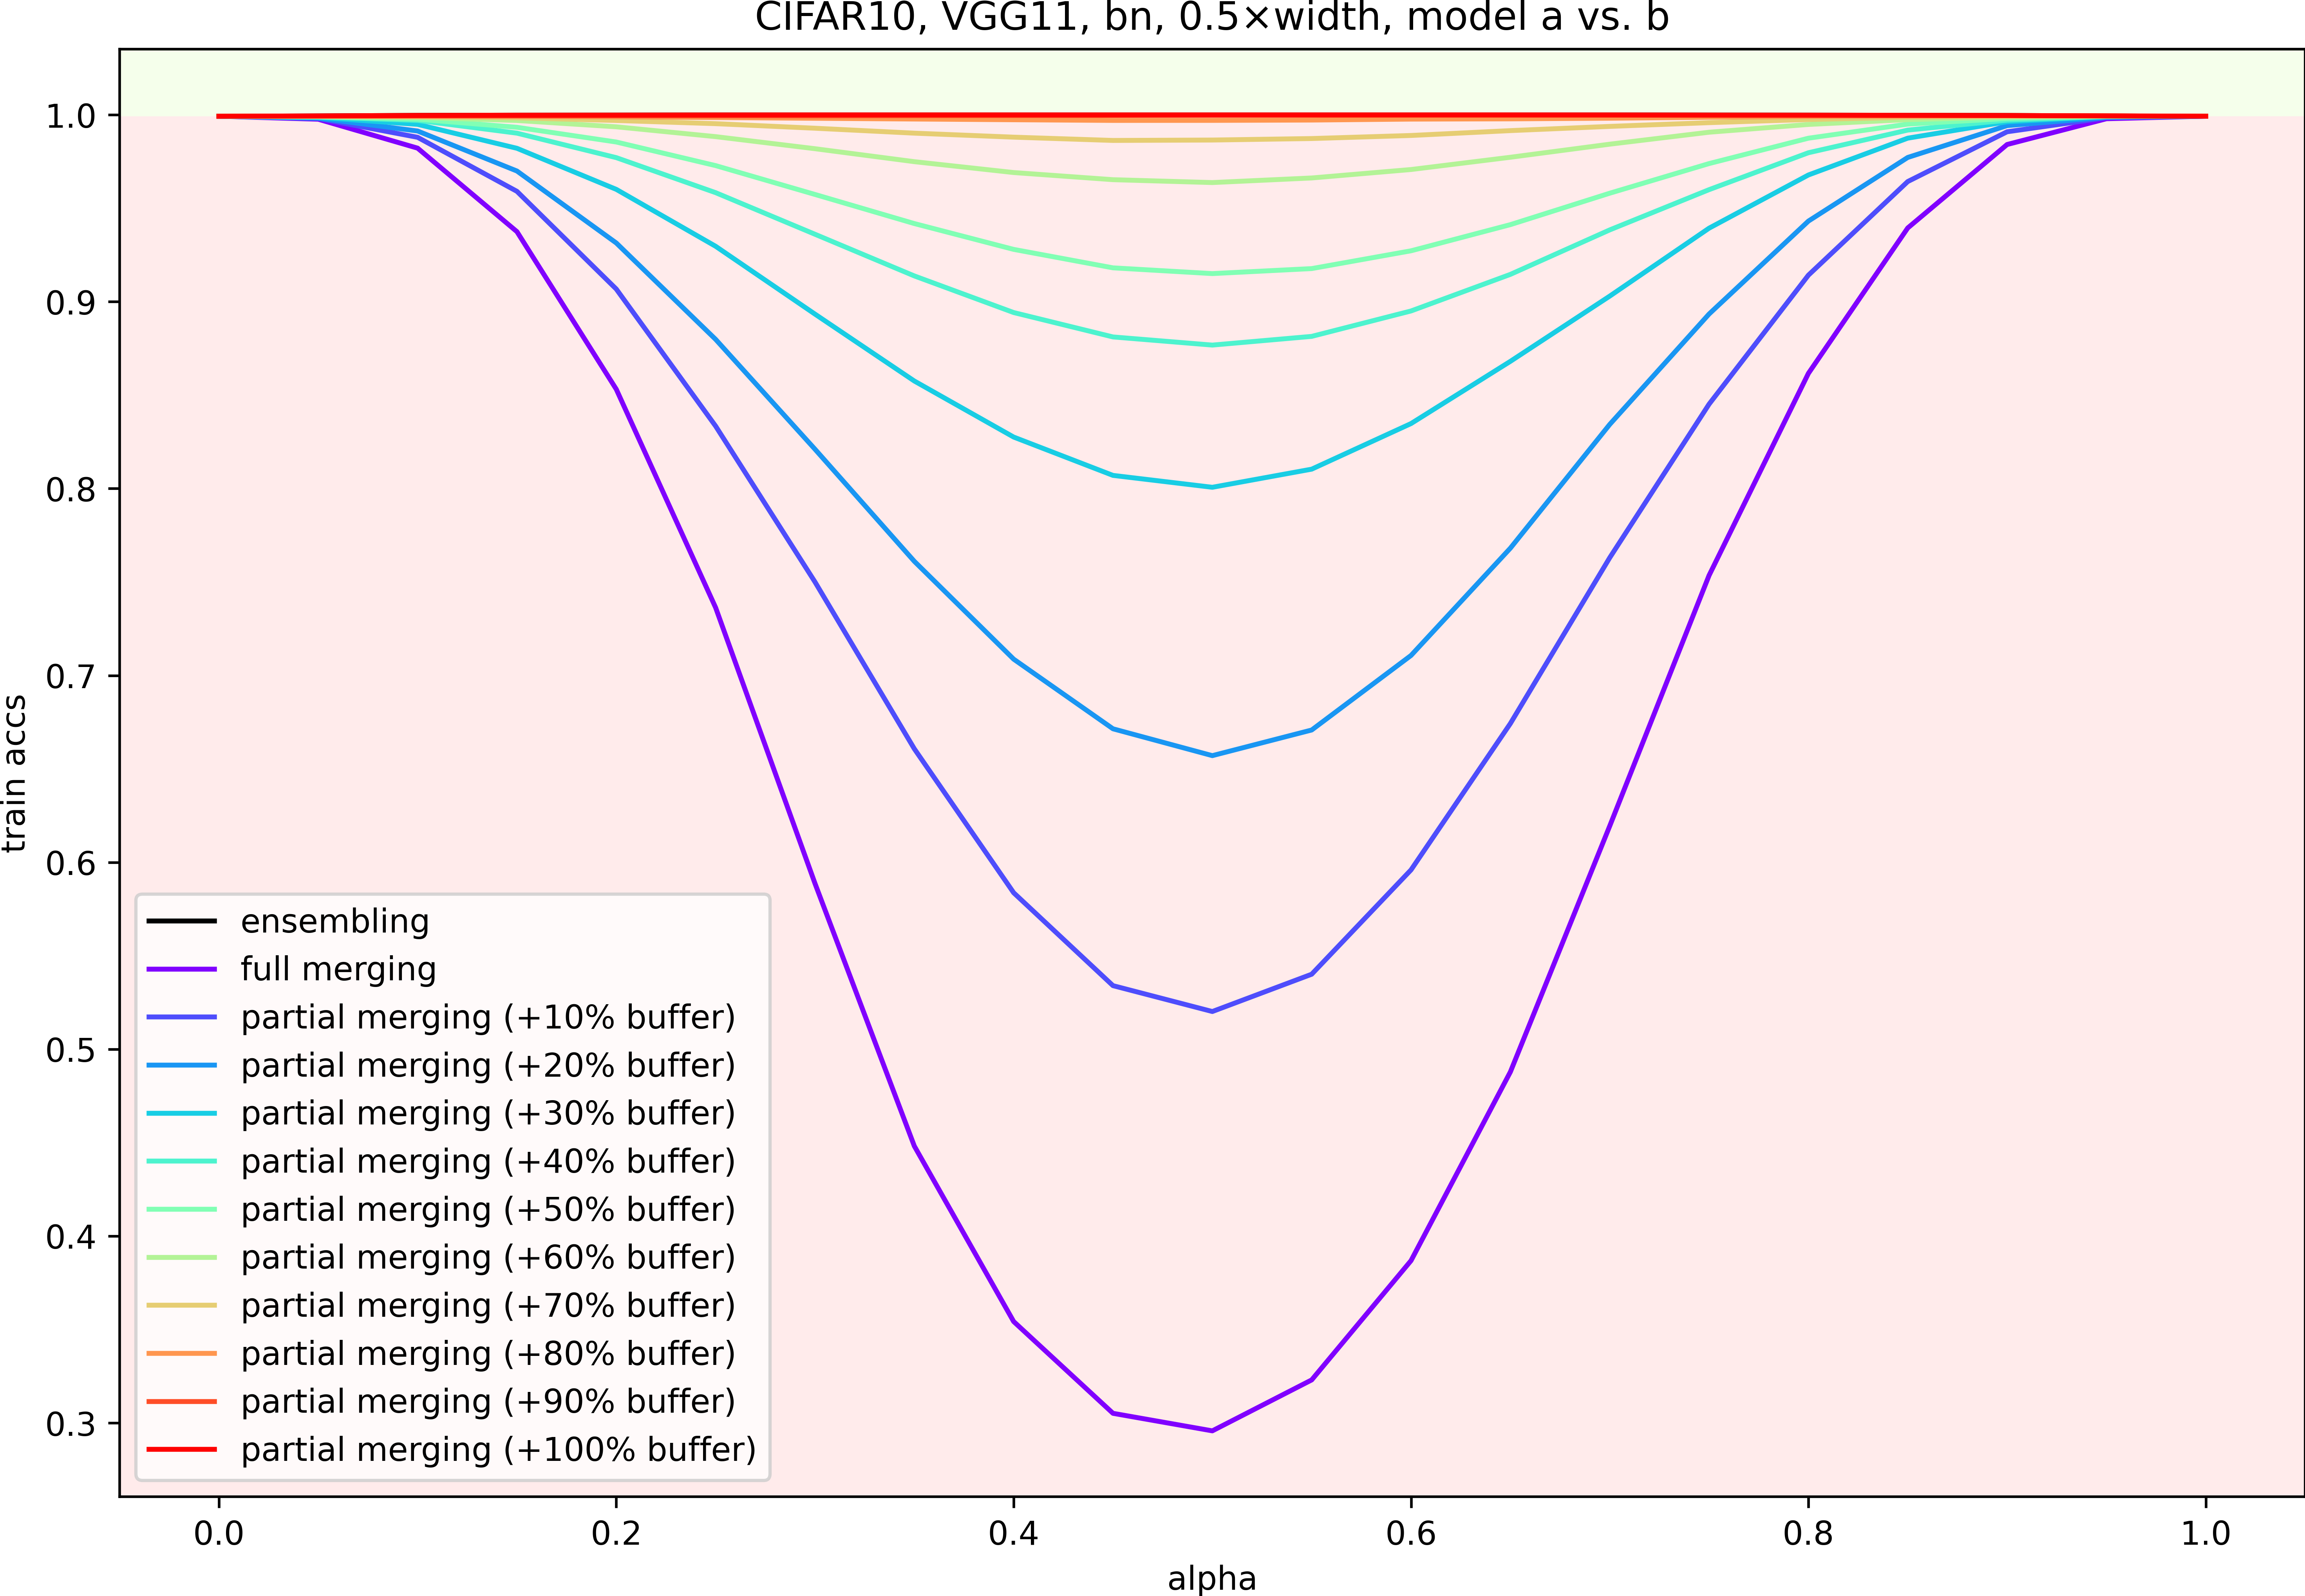 CIFAR10, VGG11, bn, 0.5×width, model a vs. b
1.0
0.9
0.8
0.7
0.6
0.5
0.4
0.3
train accs
ensembling
full merging
partial merging (+10% buffer)
partial merging (+20% buffer)
partial merging (+30% buffer)
partial merging (+40% buffer)
partial merging (+50% buffer)
partial merging (+60% buffer)
partial merging (+70% buffer)
partial merging (+80% buffer)
partial merging (+90% buffer)
partial merging (+100% buffer)
0.0 0.2 0.4 0.6 0.8 1.0
alpha